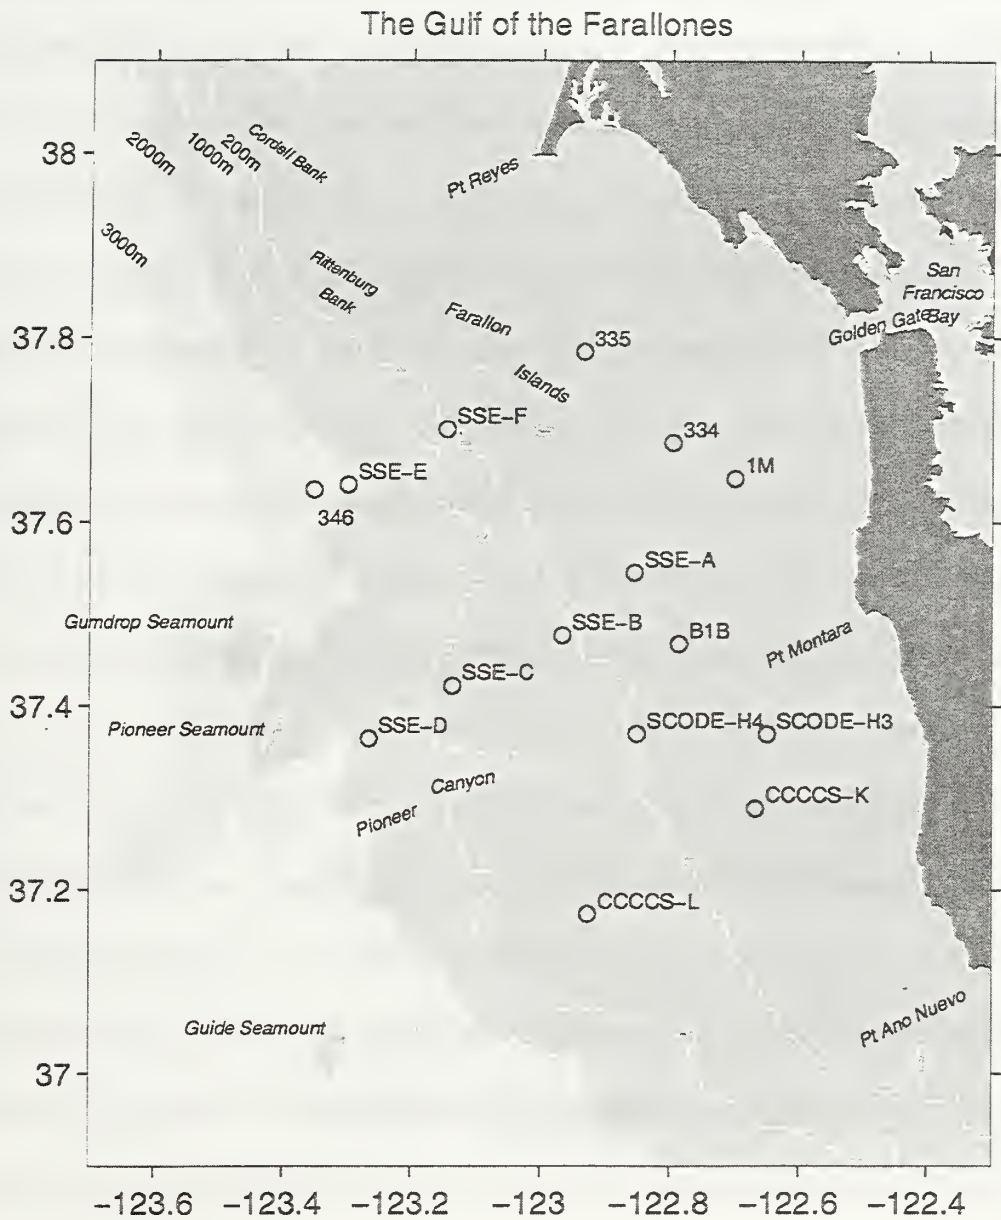 The Gulf of the Farallones
38
37.8
37.6
37.4
37.2
37
2000m
1000m
200m
Cordell Bank
3000m
Pt Reyes
Rittenburg
Bank
Farallon
Islands
San
Francisco
Bay
Golden Gate
335
SSE-F
334
1M
SSE-E
346
SSE-A
Gumdrop Seamount
SSE-B
B1B
Pt Montara
SSE-C
Pioneer Seamount
SSE-D
SCODE-H4
SCODE-H3
Pioneer
Canyon
CCCCS-K
CCCCS-L
Guide Seamount
Pt Ano Nuevo
-123.6
-123.4
-123.2
-123
-122.8
-122.6
-122.4